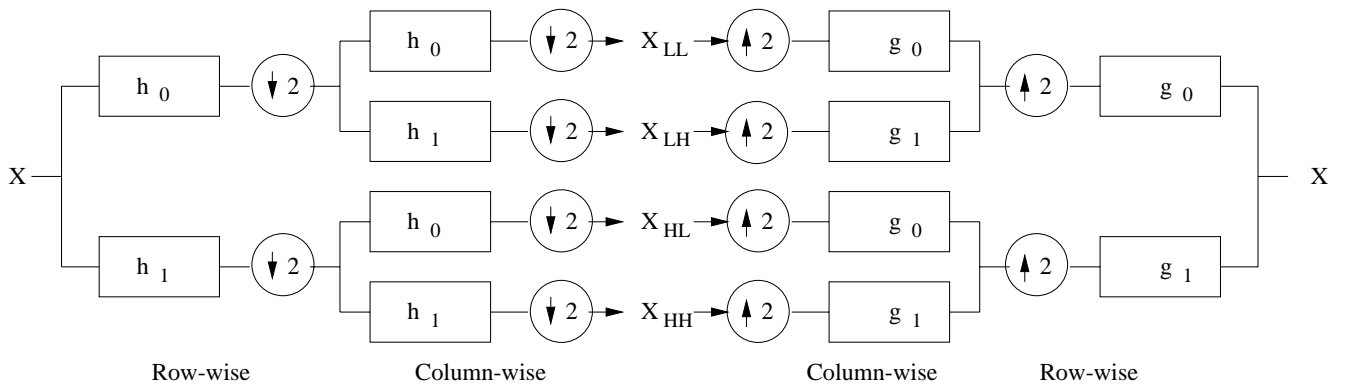 h 0 2 X LL 2 g 0
h 0 2 2 g 0
h 1 2 X LH 2 g 1
X X
h 0 2 X HL 2 g 0
h 1 2 2 g 1
h 1 2 X HH 2 g 1
Row-wise Column-wise Column-wise Row-wise